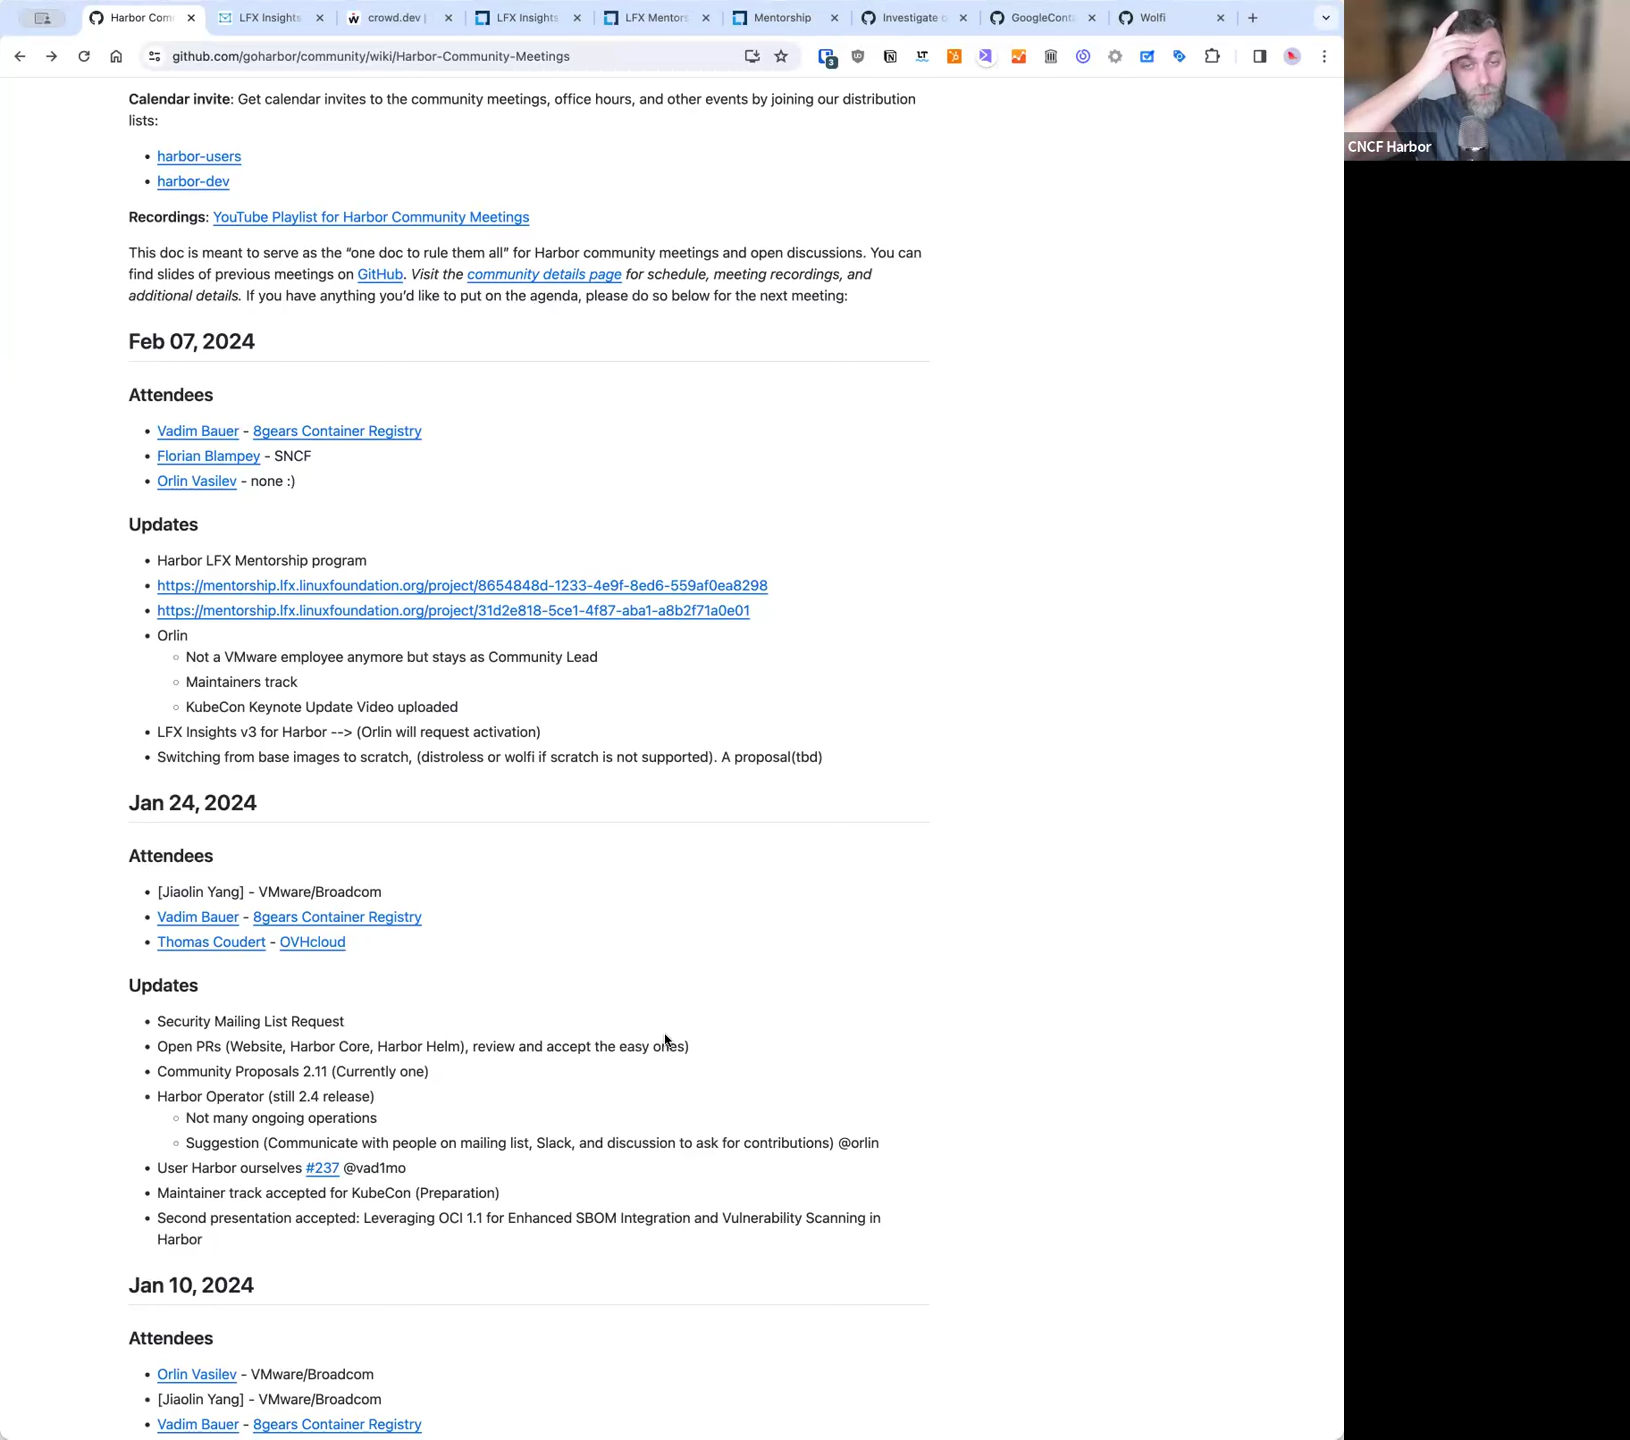 Harbor Com
LFX Insights
crowd.dev |
LFX Insights
LFX Mentors
Mentorship
Investigate o
GoogleConta
Wolfi
github.com/goharbor/community/wiki/Harbor-Community-Meetings
3
CNCF Harbor
Calendar invite: Get calendar invites to the community meetings, office hours, and other events by joining our distribution
lists:
• harbor-users
• harbor-dev
Recordings: YouTube Playlist for Harbor Community Meetings
This doc is meant to serve as the “one doc to rule them all” for Harbor community meetings and open discussions. You can
find slides of previous meetings on GitHub. Visit the community details page for schedule, meeting recordings, and
additional details. If you have anything you’d like to put on the agenda, please do so below for the next meeting:
Feb 07, 2024
Attendees
• Vadim Bauer - 8gears Container Registry
• Florian Blampey - SNCF
• Orlin Vasilev - none :)
Updates
• Harbor LFX Mentorship program
• https://mentorship.lfx.linuxfoundation.org/project/8654848d-1233-4e9f-8ed6-559af0ea8298
• https://mentorship.lfx.linuxfoundation.org/project/31d2e818-5ce1-4f87-aba1-a8b2f71a0e01
• Orlin
◦ Not a VMware employee anymore but stays as Community Lead
◦ Maintainers track
◦ KubeCon Keynote Update Video uploaded
• LFX Insights v3 for Harbor --> (Orlin will request activation)
• Switching from base images to scratch, (distroless or wolfi if scratch is not supported). A proposal(tbd)
Jan 24, 2024
Attendees
• [Jiaolin Yang] - VMware/Broadcom
• Vadim Bauer - 8gears Container Registry
• Thomas Coudert - OVHcloud
Updates
• Security Mailing List Request
• Open PRs (Website, Harbor Core, Harbor Helm), review and accept the easy ones)
• Community Proposals 2.11 (Currently one)
• Harbor Operator (still 2.4 release)
◦ Not many ongoing operations
◦ Suggestion (Communicate with people on mailing list, Slack, and discussion to ask for contributions) @orlin
• User Harbor ourselves #237 @vad1mo
• Maintainer track accepted for KubeCon (Preparation)
• Second presentation accepted: Leveraging OCI 1.1 for Enhanced SBOM Integration and Vulnerability Scanning in
Harbor
Jan 10, 2024
Attendees
• Orlin Vasilev - VMware/Broadcom
• [Jiaolin Yang] - VMware/Broadcom
• Vadim Bauer - 8gears Container Registry